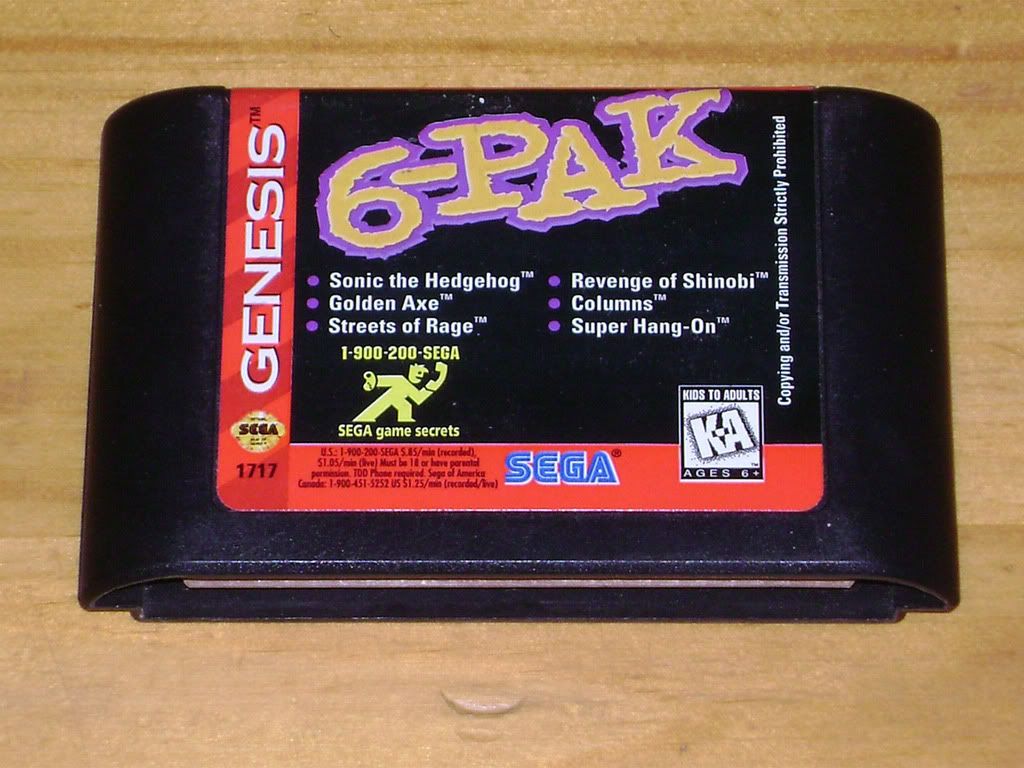 GENESIS™
6-PAK
• Sonic the Hedgehog™
• Golden Axe™
• Streets of Rage™
• Revenge of Shinobi™
• Columns™
• Super Hang-On™
1-900-200-SEGA
SEGA game secrets
Copying and/or Transmission Strictly Prohibited
KIDS TO ADULTS
K-A
™
AGES 6+
SEGA
1717
U.S.: 1-900-200-SEGA $.85/min (recorded),
$1.05/min (live) Must be 18 or have parental
permission. TDD Phone required. Sega of America
Canada: 1-900-451-5252 US $1.25/min (recorded/live)
SEGA®